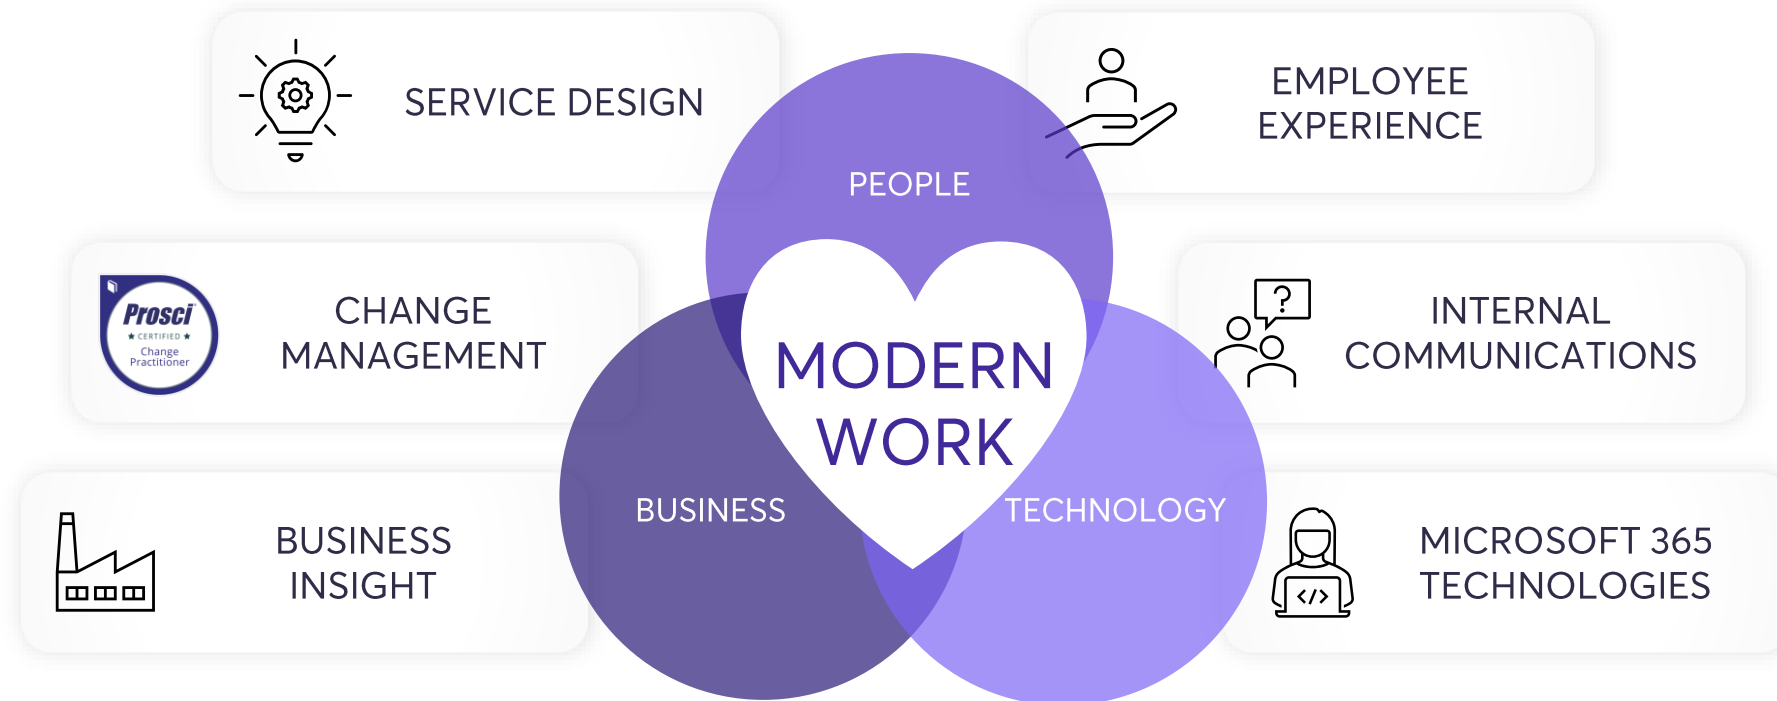 SERVICE DESIGN
EMPLOYEE
EXPERIENCE
PEOPLE
Prosci
CERTIFIED
Change
Practitioner
CHANGE
MANAGEMENT
MODERN
WORK
INTERNAL
COMMUNICATIONS
?
BUSINESS
INSIGHT
BUSINESS
TECHNOLOGY
</>
MICROSOFT 365
TECHNOLOGIES